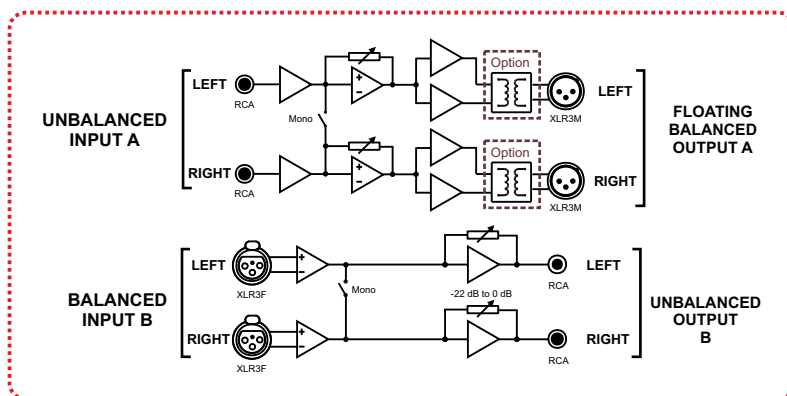 Option
LEFT
RCA
XLR3M
LEFT
UNBALANCED
INPUT A
Mono
FLOATING
BALANCED
OUTPUT A
Option
RIGHT
RCA
XLR3M
RIGHT
LEFT
XLR3F
+
−
RCA
LEFT
BALANCED
INPUT B
Mono
-22 dB to 0 dB
UNBALANCED
OUTPUT
B
RIGHT
XLR3F
+
−
RCA
RIGHT
+
−
+
−